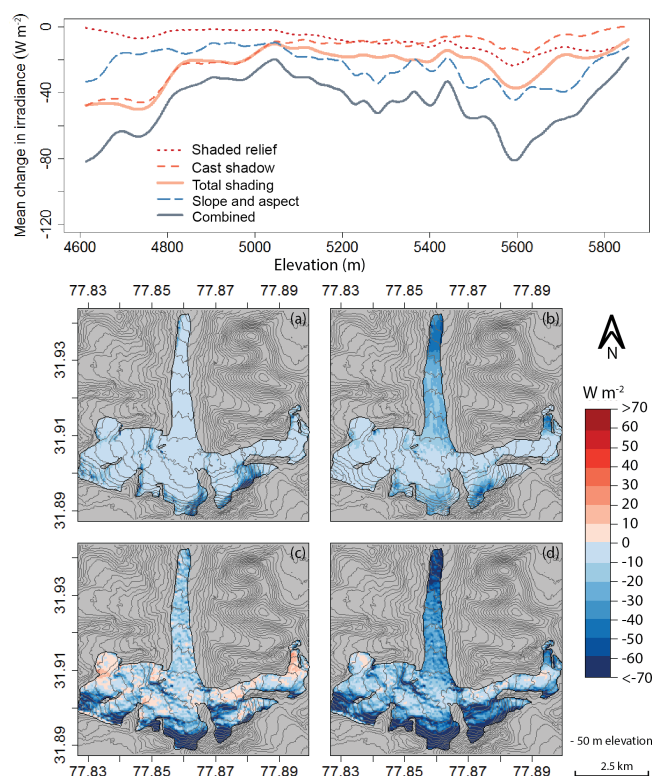 Mean change in irradiance (W m-2)
0
-40
-80
-120
Shaded relief
Cast shadow
Total shading
Slope and aspect
Combined
4600 4800 5000 5200 5400 5600 5800
Elevation (m)
77.83 77.85 77.87 77.89 77.83 77.85 77.87 77.89
(a) (b)
31.93
31.91
31.89
N
W m-2
>70
60
50
40
30
20
10
0
-10
-20
-30
-40
-50
-60
<-70
(c) (d)
31.93
31.91
31.89
- 50 m elevation
77.83 77.85 77.87 77.89 77.83 77.85 77.87 77.89
2.5 km